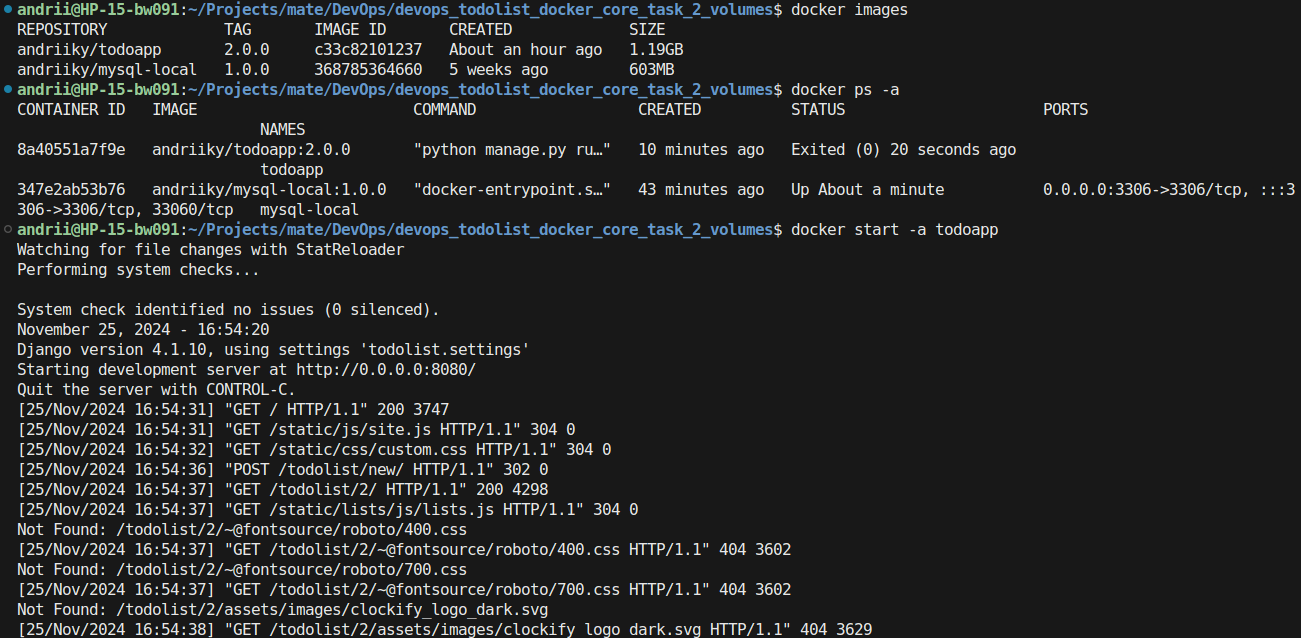 andrii@HP-15-bw091:~/Projects/mate/DevOps/devops_todolist_docker_core_task_2_volumes$ docker images
REPOSITORY             TAG       IMAGE ID       CREATED             SIZE
andriiky/todoapp       2.0.0     c33c82101237   About an hour ago   1.19GB
andriiky/mysql-local   1.0.0     368785364660   5 weeks ago         603MB
andrii@HP-15-bw091:~/Projects/mate/DevOps/devops_todolist_docker_core_task_2_volumes$ docker ps -a
CONTAINER ID   IMAGE                        COMMAND                  CREATED          STATUS                      PORTS
                           NAMES
8a40551a7f9e   andriiky/todoapp:2.0.0       "python manage.py ru…"   10 minutes ago   Exited (0) 20 seconds ago
                           todoapp
347e2ab53b76   andriiky/mysql-local:1.0.0   "docker-entrypoint.s…"   43 minutes ago   Up About a minute           0.0.0.0:3306->3306/tcp, :::3
306->3306/tcp, 33060/tcp   mysql-local
andrii@HP-15-bw091:~/Projects/mate/DevOps/devops_todolist_docker_core_task_2_volumes$ docker start -a todoapp
Watching for file changes with StatReloader
Performing system checks...
System check identified no issues (0 silenced).
November 25, 2024 - 16:54:20
Django version 4.1.10, using settings 'todolist.settings'
Starting development server at http://0.0.0.0:8080/
Quit the server with CONTROL-C.
[25/Nov/2024 16:54:31] "GET / HTTP/1.1" 200 3747
[25/Nov/2024 16:54:31] "GET /static/js/site.js HTTP/1.1" 304 0
[25/Nov/2024 16:54:32] "GET /static/css/custom.css HTTP/1.1" 304 0
[25/Nov/2024 16:54:36] "POST /todolist/new/ HTTP/1.1" 302 0
[25/Nov/2024 16:54:37] "GET /todolist/2/ HTTP/1.1" 200 4298
[25/Nov/2024 16:54:37] "GET /static/lists/js/lists.js HTTP/1.1" 304 0
Not Found: /todolist/2/~@fontsource/roboto/400.css
[25/Nov/2024 16:54:37] "GET /todolist/2/~@fontsource/roboto/400.css HTTP/1.1" 404 3602
Not Found: /todolist/2/~@fontsource/roboto/700.css
[25/Nov/2024 16:54:37] "GET /todolist/2/~@fontsource/roboto/700.css HTTP/1.1" 404 3602
Not Found: /todolist/2/assets/images/clockify_logo_dark.svg
[25/Nov/2024 16:54:38] "GET /todolist/2/assets/images/clockify_logo_dark.svg HTTP/1.1" 404 3629